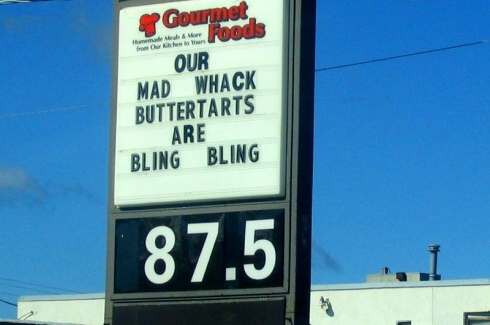 Gourmet
Foods
Homemade Meals & More
from Our Kitchen to Yours
OUR
MAD WHACK
BUTTERTARTS
ARE
BLING BLING
87.5